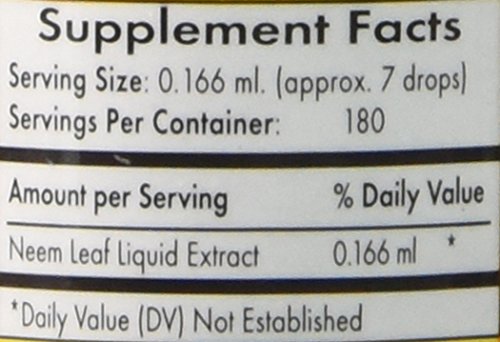 Supplement Facts
Serving Size: 0.166 ml. (approx. 7 drops)
Servings Per Container: 180
Amount per Serving % Daily Value
Neem Leaf Liquid Extract 0.166 ml *
*Daily Value (DV) Not Established